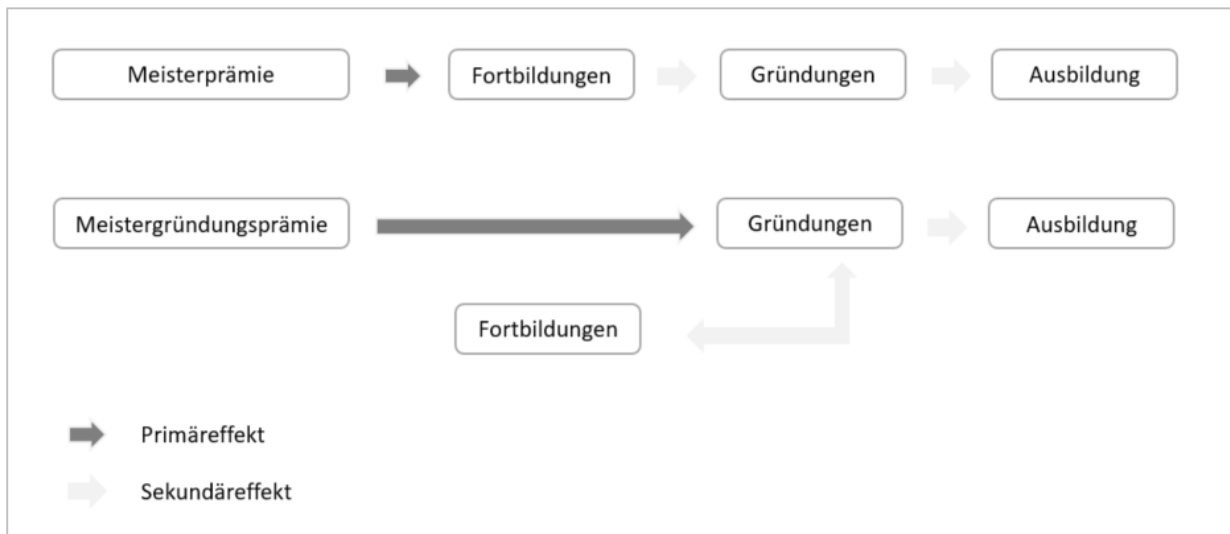 Meisterprämie
Fortbildungen
Gründungen
Ausbildung
Meistergründungsprämie
Gründungen
Ausbildung
Fortbildungen
Primäreffekt
Sekundäreffekt